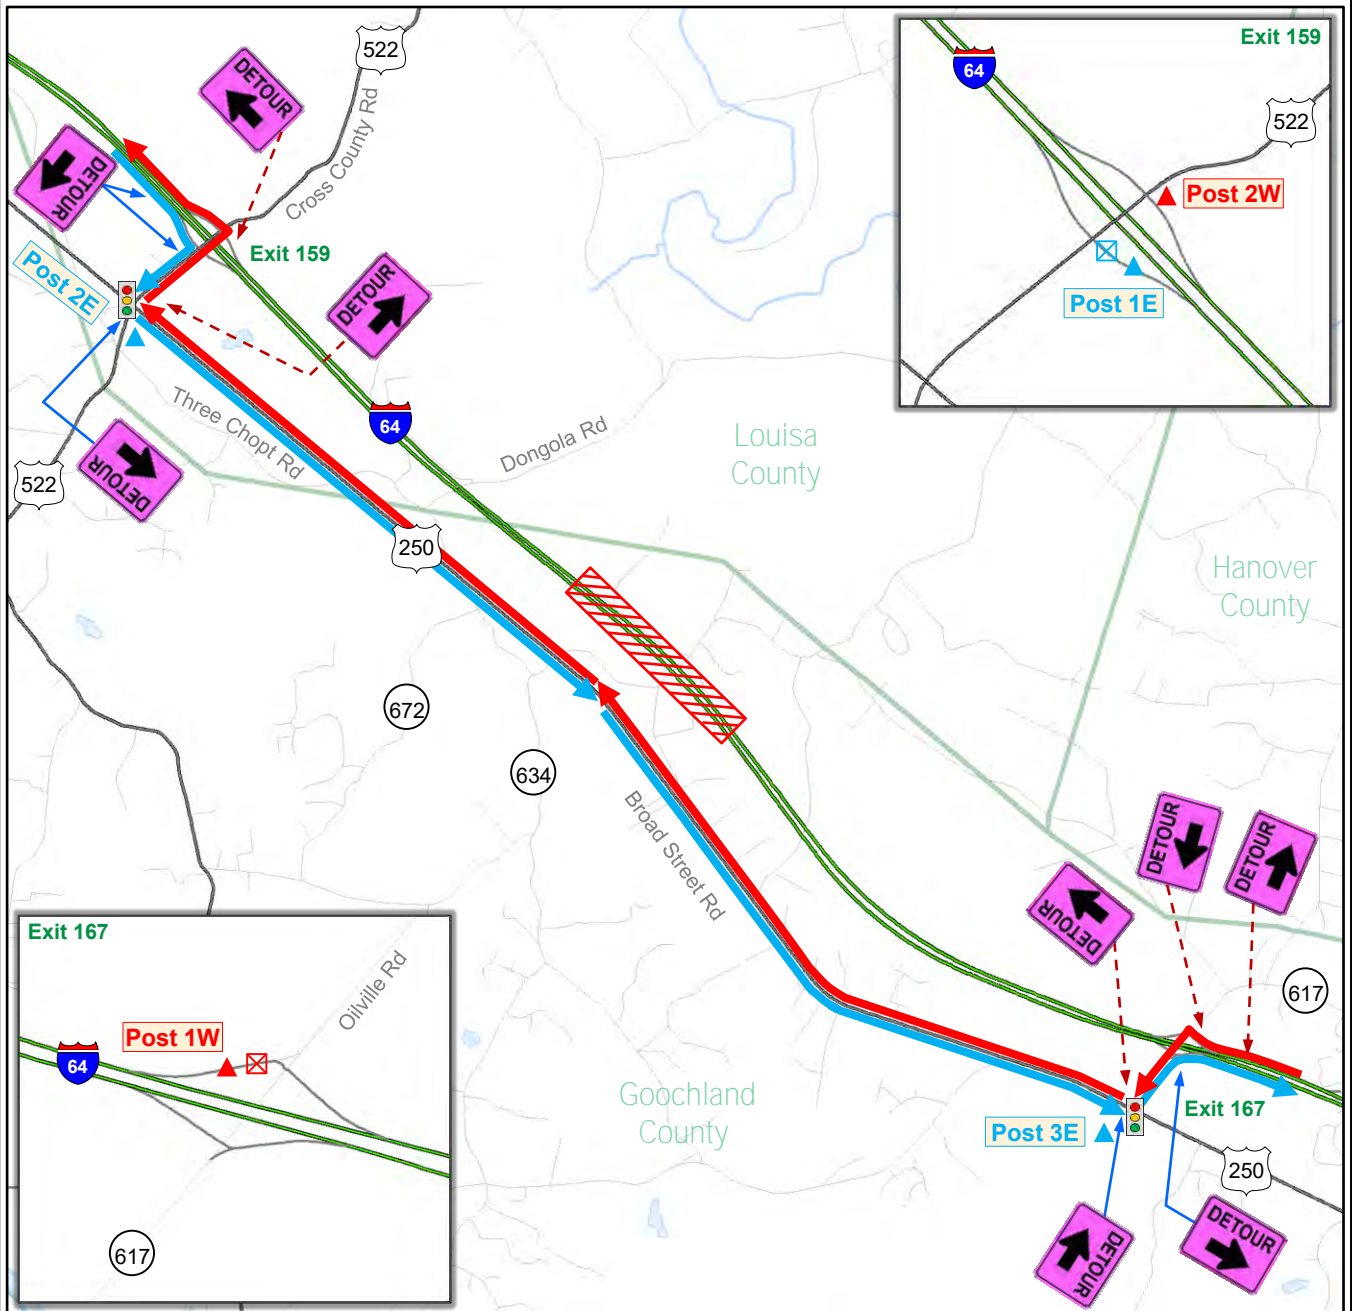 522
DETOUR
Cross County Rd
DETOUR
Exit 159
Post 2E
DETOUR
Three Chopt Rd
64
Dongola Rd
Louisa
County
522
DETOUR
250
Hanover
County
672
634
Broad Street Rd
DETOUR
DETOUR
DETOUR
617
Goochland
County
Exit 167
Post 3E
250
DETOUR
DETOUR
Exit 159
64
522
Post 2W
Post 1E
Exit 167
Oilville Rd
Post 1W
64
617